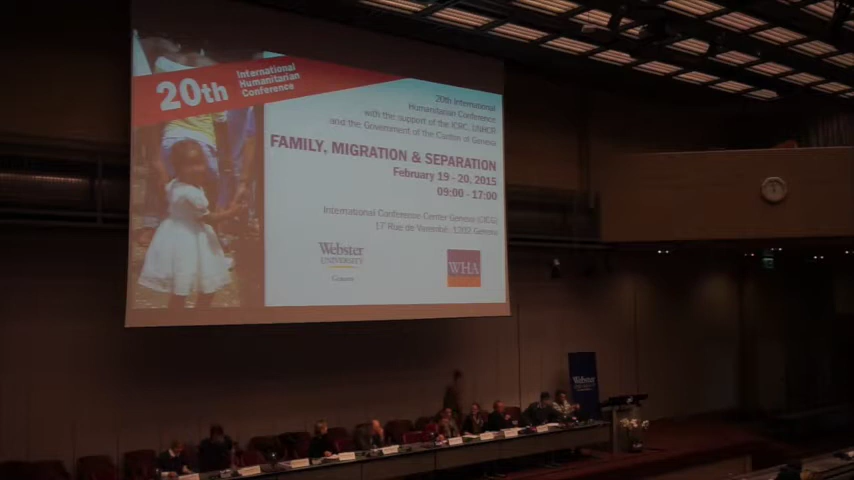 20th International
Humanitarian
Conference
20th International
Humanitarian Conference
with the support of the ICRC, UNHCR
and the Government of the Canton of Geneva
FAMILY, MIGRATION & SEPARATION
February 19 - 20, 2015
09:00 - 17:00
International Conference Center Geneva (CICG)
17 Rue de Varembé, 1202 Geneva
Webster
UNIVERSITY
Geneva
WHA
Webster